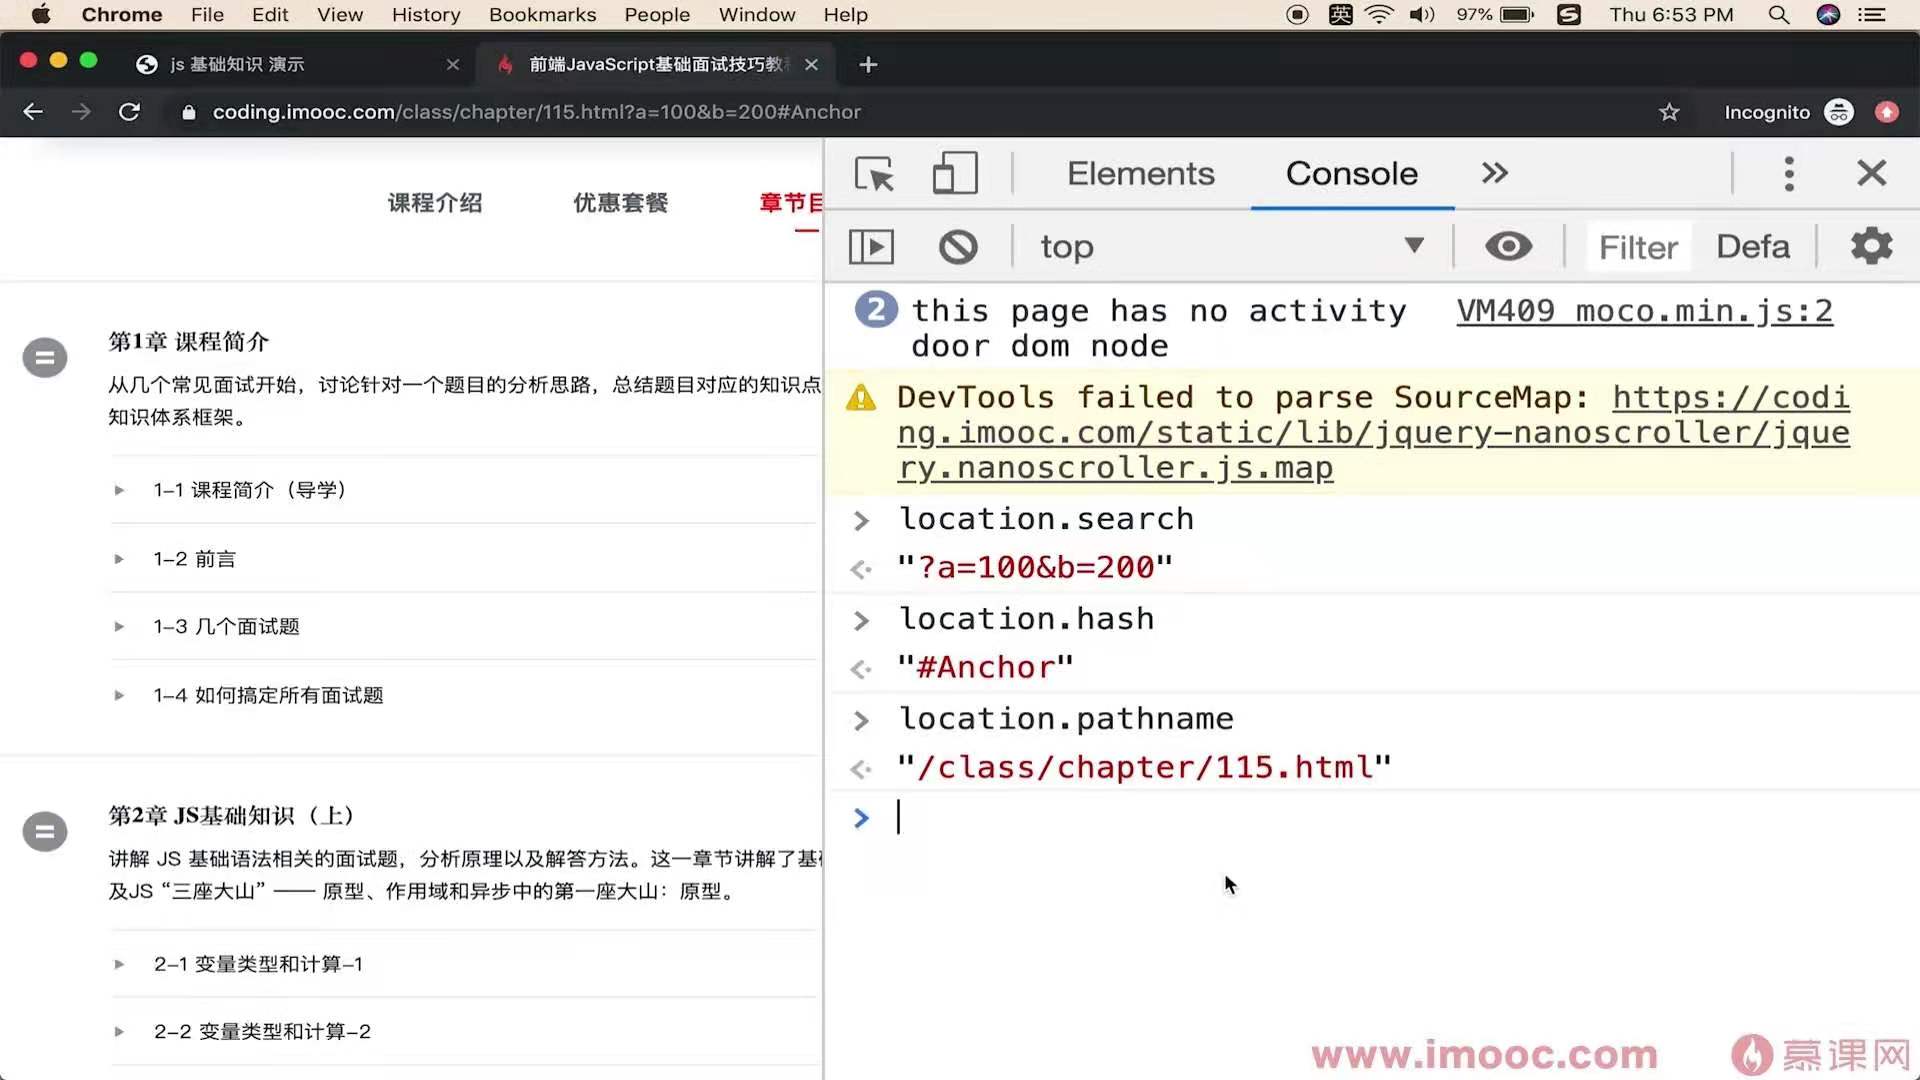 Chrome File Edit View History Bookmarks People Window Help 英 97% Thu 6:53 PM
js 基础知识 演示
前端JavaScript基础面试技巧教
coding.imooc.com/class/chapter/115.html?a=100&b=200#Anchor
Incognito
课程介绍 优惠套餐 章节目
第1章 课程简介
从几个常见面试开始，讨论针对一个题目的分析思路，总结题目对应的知识点
知识体系框架。
1-1 课程简介（导学）
1-2 前言
1-3 几个面试题
1-4 如何搞定所有面试题
第2章 JS基础知识（上）
讲解 JS 基础语法相关的面试题，分析原理以及解答方法。这一章节讲解了基础
及JS “三座大山” —— 原型、作用域和异步中的第一座大山：原型。
2-1 变量类型和计算-1
2-2 变量类型和计算-2
Elements Console
top Filter Defa
2 this page has no activity VM409 moco.min.js:2
door dom node
DevTools failed to parse SourceMap: https://codi
ng.imooc.com/static/lib/jquery-nanoscroller/jque
ry.nanoscroller.js.map
> location.search
"?a=100&b=200"
> location.hash
"#Anchor"
> location.pathname
"/class/chapter/115.html"
>
www.imooc.com 慕课网